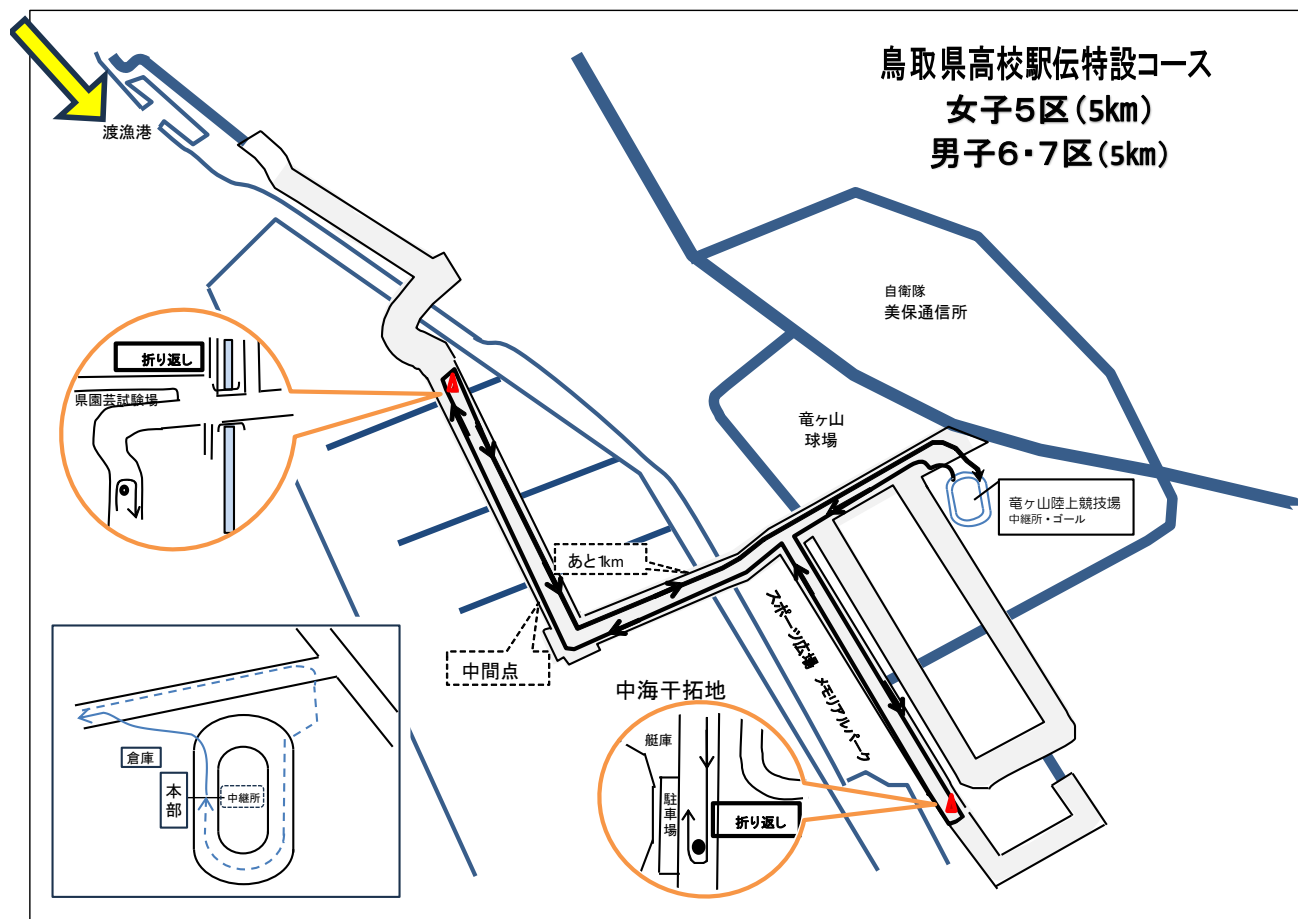 鳥取県高校駅伝特設コース
女子5区(5km)
男子6・7区(5km)
渡漁港
自衛隊
美保通信所
折り返し
県園芸試験場
竜ヶ山
球場
竜ヶ山陸上競技場
中継所・ゴール
あと1km
中間点
スポーツ広場 メモリアルパーク
中海干拓地
艇庫
駐車場
折り返し
倉庫
本部
中継所